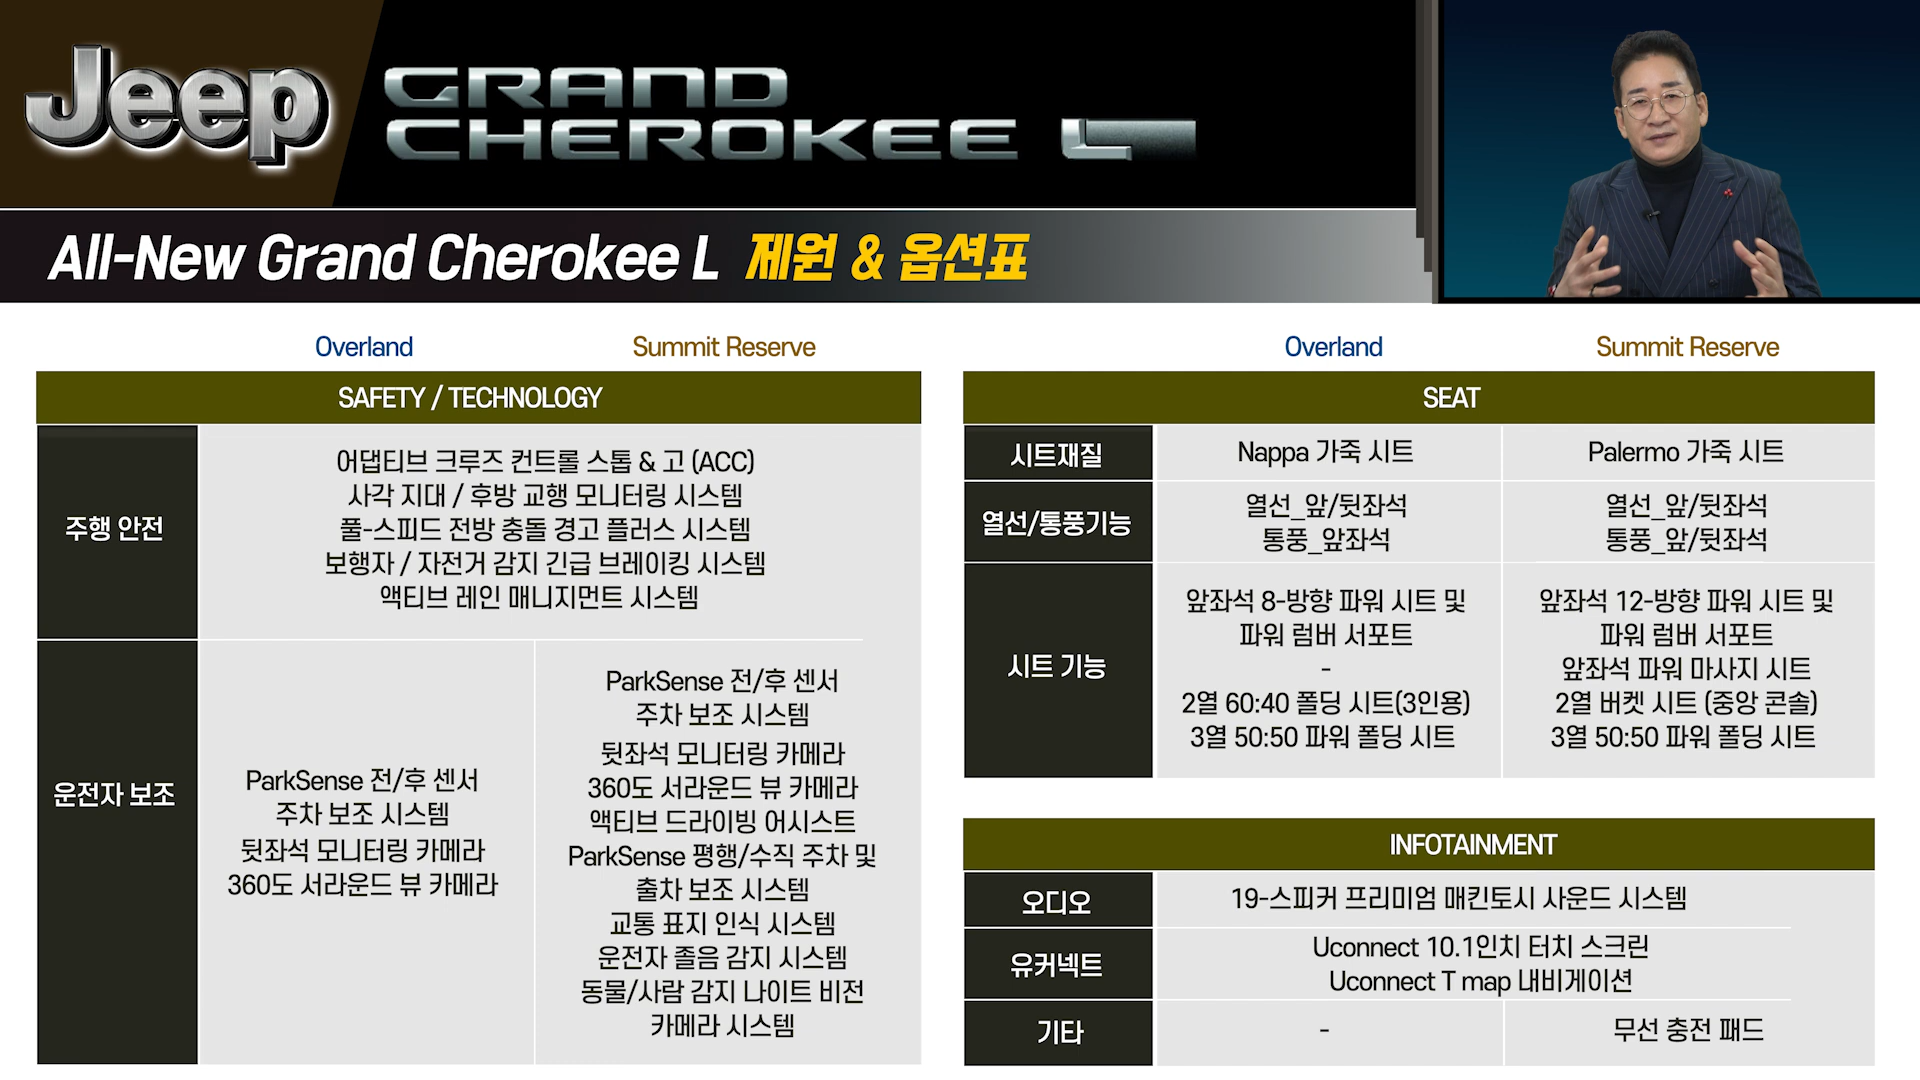 Jeep
GRAND
CHEROKEE L
All-New Grand Cherokee L 제원 & 옵션표
Overland
Summit Reserve
SAFETY / TECHNOLOGY
주행 안전
어댑티브 크루즈 컨트롤 스톱 & 고 (ACC)
사각 지대 / 후방 교행 모니터링 시스템
풀-스피드 전방 충돌 경고 플러스 시스템
보행자 / 자전거 감지 긴급 브레이킹 시스템
액티브 레인 매니지먼트 시스템
운전자 보조
ParkSense 전/후 센서
주차 보조 시스템
뒷좌석 모니터링 카메라
360도 서라운드 뷰 카메라
ParkSense 전/후 센서
주차 보조 시스템
뒷좌석 모니터링 카메라
360도 서라운드 뷰 카메라
액티브 드라이빙 어시스트
ParkSense 평행/수직 주차 및
출차 보조 시스템
교통 표지 인식 시스템
운전자 졸음 감지 시스템
동물/사람 감지 나이트 비전
카메라 시스템
Overland
Summit Reserve
SEAT
시트재질
Nappa 가죽 시트
Palermo 가죽 시트
열선/통풍기능
열선_앞/뒷좌석
통풍_앞좌석
열선_앞/뒷좌석
통풍_앞/뒷좌석
시트 기능
앞좌석 8-방향 파워 시트 및
파워 럼버 서포트
-
2열 60:40 폴딩 시트(3인용)
3열 50:50 파워 폴딩 시트
앞좌석 12-방향 파워 시트 및
파워 럼버 서포트
앞좌석 파워 마사지 시트
2열 버켓 시트 (중앙 콘솔)
3열 50:50 파워 폴딩 시트
INFOTAINMENT
오디오
19-스피커 프리미엄 매킨토시 사운드 시스템
유커넥트
Uconnect 10.1인치 터치 스크린
Uconnect T map 내비게이션
기타
-
무선 충전 패드